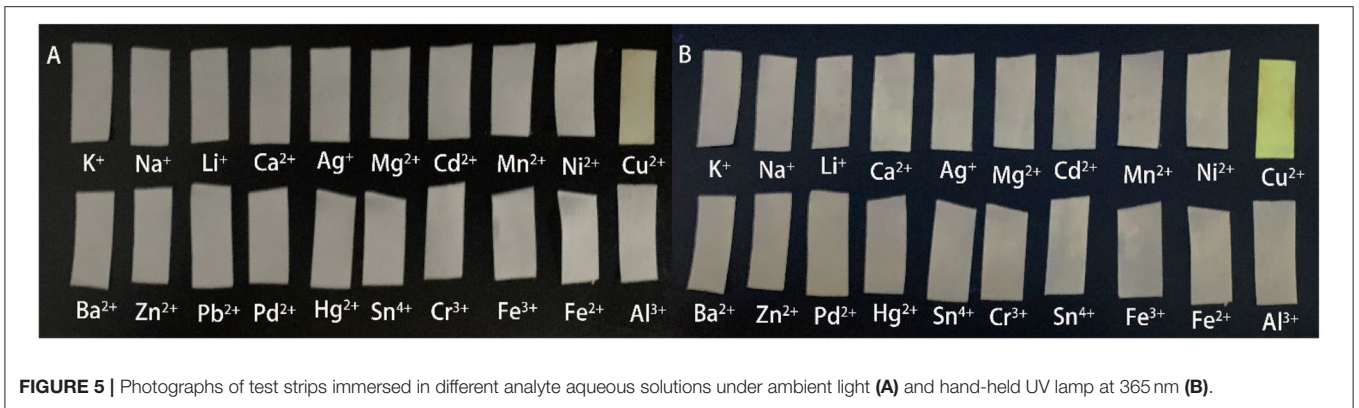 A
B
K⁺ Na⁺ Li⁺ Ca²⁺ Ag⁺ Mg²⁺ Cd²⁺ Mn²⁺ Ni²⁺ Cu²⁺
K⁺ Na⁺ Li⁺ Ca²⁺ Ag⁺ Mg²⁺ Cd²⁺ Mn²⁺ Ni²⁺ Cu²⁺
Ba²⁺ Zn²⁺ Pb²⁺ Pd²⁺ Hg²⁺ Sn⁴⁺ Cr³⁺ Fe³⁺ Fe²⁺ Al³⁺
Ba²⁺ Zn²⁺ Pd²⁺ Hg²⁺ Sn⁴⁺ Cr³⁺ Sn⁴⁺ Fe³⁺ Fe²⁺ Al³⁺
FIGURE 5 | Photographs of test strips immersed in different analyte aqueous solutions under ambient light (A) and hand-held UV lamp at 365 nm (B).